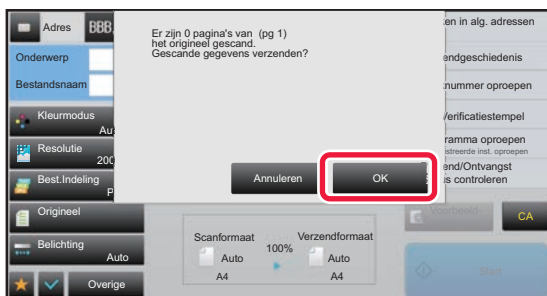 Adres
BBB
Onderwerp
Bestandsnaam
Kleurmodus
Au
Resolutie
200
Best.Indeling
P
Origineel
Belichting
Auto
Overige
Er zijn 0 pagina's van (pg 1)
het origineel gescand.
Gescande gegevens verzenden?
Annuleren
OK
Scanformaat
Auto
A4
100%
Verzendformaat
Auto
A4
en in alg. adressen
endgeschiedenis
nummer oproepen
Verificatiestempel
ramma oproepen
istreerde inst. oproepen
end/Ontvangst
s controleren
Voorbeeld-
CA
Start